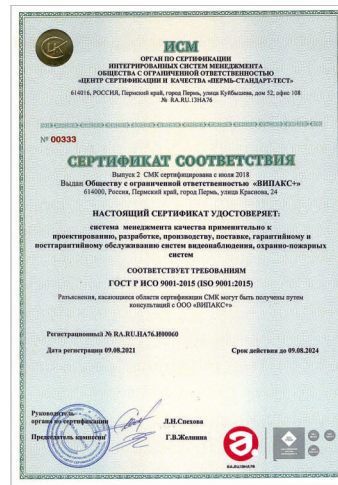 ИСМ
ОРГАН ПО СЕРТИФИКАЦИИ
ИНТЕГРИРОВАННЫХ СИСТЕМ МЕНЕДЖМЕНТА
ОБЩЕСТВА С ОГРАНИЧЕННОЙ ОТВЕТСТВЕННОСТЬЮ
«ЦЕНТР СЕРТИФИКАЦИИ И КАЧЕСТВА «ПЕРМЬ-СТАНДАРТ-ТЕСТ»
614016, РОССИЯ, Пермский край, город Пермь, улица Куйбышева, дом 52, офис 108
№ RA.RU.13НА76
№ 00333
СЕРТИФИКАТ СООТВЕТСТВИЯ
Выпуск 2 СМК сертифицирована с июля 2018
Выдан Обществу с ограниченной ответственностью «ВИПАКС+»
614000, Россия, Пермский край, город Пермь, улица Краснова, 24
НАСТОЯЩИЙ СЕРТИФИКАТ УДОСТОВЕРЯЕТ:
система менеджмента качества применительно к
проектированию, разработке, производству, поставке, гарантийному и
постгарантийному обслуживанию систем видеонаблюдения, охранно-пожарных
систем
СООТВЕТСТВУЕТ ТРЕБОВАНИЯМ
ГОСТ Р ИСО 9001-2015 (ISO 9001:2015)
Разъяснения, касающиеся области сертификации СМК могут быть получены путем
консультаций с ООО «ВИПАКС+»
Регистрационный № RA.RU.НА76.Н00060
Дата регистрации 09.08.2021 Срок действия до 09.08.2024
Руководитель
органа по сертификации Л.Н.Спехова
Председатель комиссии Г.В.Желнина
RA.RU.13НА76